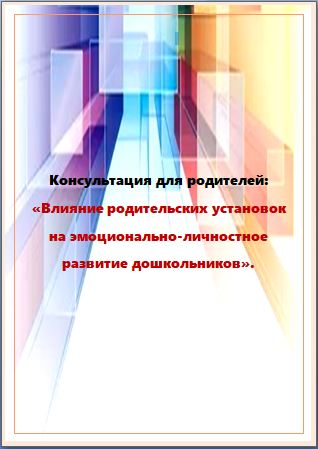 Консультация для родителей:
«Влияние родительских установок
на эмоционально-личностное
развитие дошкольников».